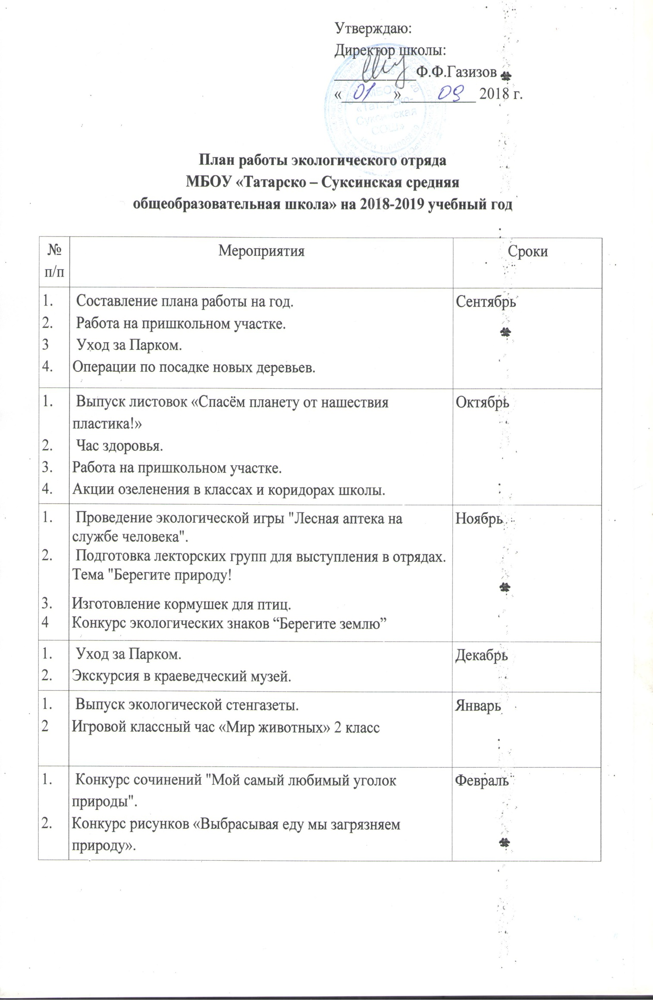 Утверждаю:
Директор школы:
Ф.Ф.Газизов
«01» 09 2018 г.
МБОУ
«Татарско-
Суксинская
СОШ»
План работы экологического отряда
МБОУ «Татарско – Суксинская средняя
общеобразовательная школа» на 2018-2019 учебный год
№ Мероприятия Сроки
п/п
1. Составление плана работы на год. Сентябрь
2. Работа на пришкольном участке.
3 Уход за Парком.
4. Операции по посадке новых деревьев.
1. Выпуск листовок «Спасём планету от нашествия Октябрь
пластика!»
2. Час здоровья.
3. Работа на пришкольном участке.
4. Акции озеленения в классах и коридорах школы.
1. Проведение экологической игры "Лесная аптека на Ноябрь
службе человека".
2. Подготовка лекторских групп для выступления в отрядах.
Тема "Берегите природу!
3. Изготовление кормушек для птиц.
4 Конкурс экологических знаков “Берегите землю”
1. Уход за Парком. Декабрь
2. Экскурсия в краеведческий музей.
1. Выпуск экологической стенгазеты. Январь
2 Игровой классный час «Мир животных» 2 класс
1. Конкурс сочинений "Мой самый любимый уголок Февраль
природы".
2. Конкурс рисунков «Выбрасывая еду мы загрязняем
природу».